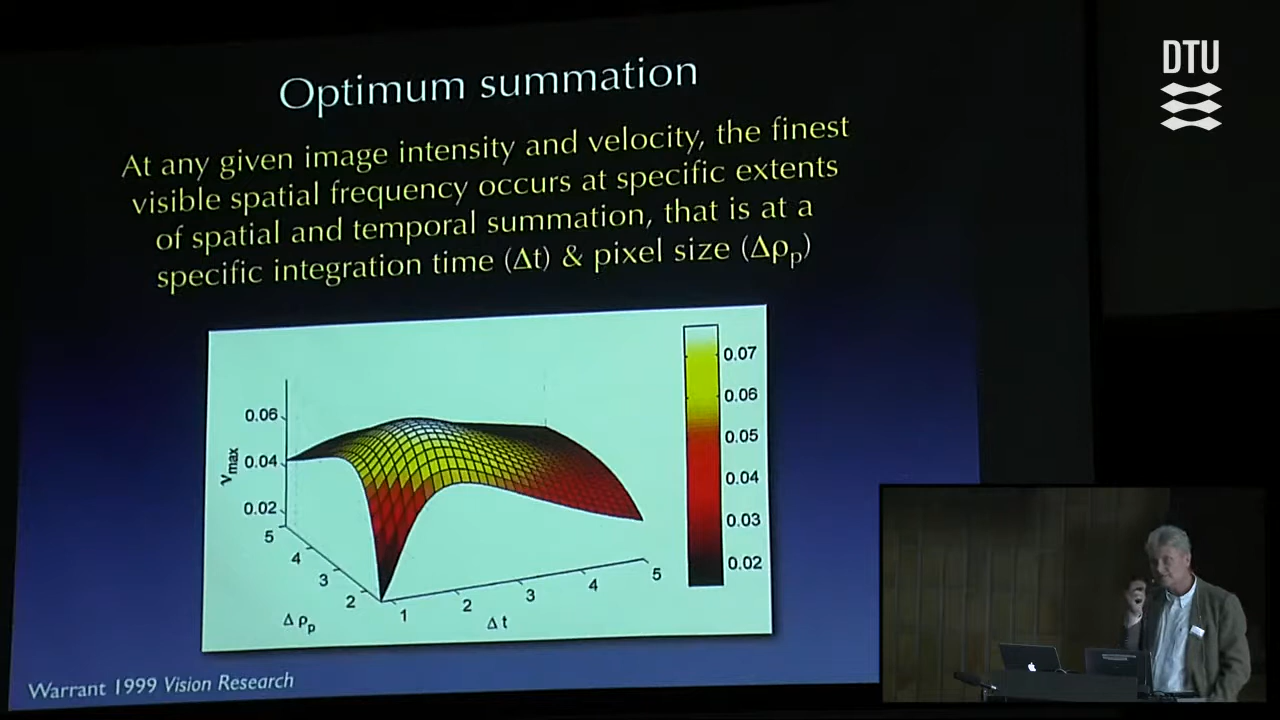 DTU
Optimum summation
At any given image intensity and velocity, the finest
visible spatial frequency occurs at specific extents
of spatial and temporal summation, that is at a
specific integration time (Δt) & pixel size (Δρp)
0.06
0.04
0.02
νmax
5
4
3
2
Δρp
1
2
3
4
5
Δt
0.07
0.06
0.05
0.04
0.03
0.02
Warrant 1999 Vision Research